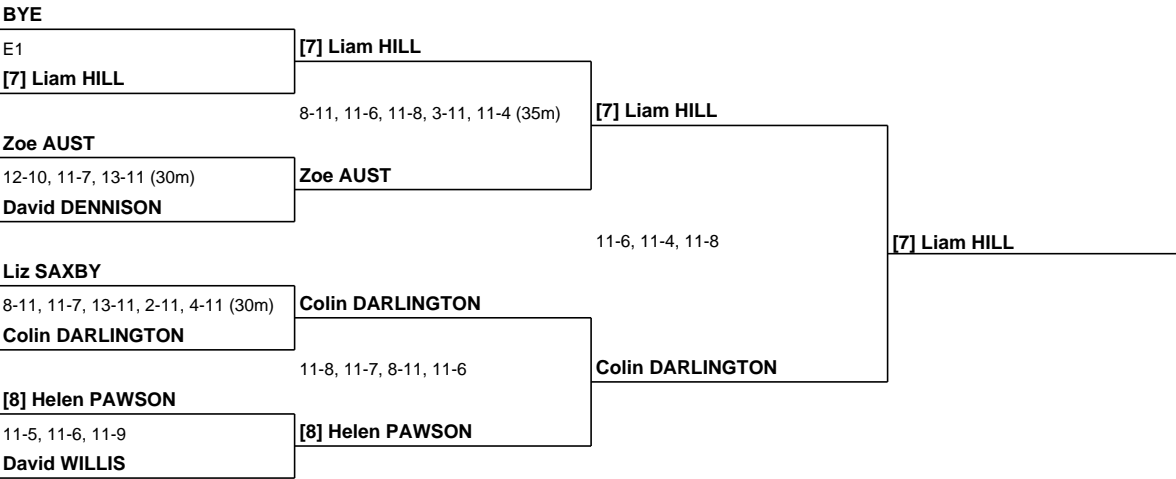 BYE
E1
[7] Liam HILL
[7] Liam HILL
8-11, 11-6, 11-8, 3-11, 11-4 (35m)
[7] Liam HILL
Zoe AUST
12-10, 11-7, 13-11 (30m)
Zoe AUST
David DENNISON
11-6, 11-4, 11-8
[7] Liam HILL
Liz SAXBY
8-11, 11-7, 13-11, 2-11, 4-11 (30m)
Colin DARLINGTON
Colin DARLINGTON
11-8, 11-7, 8-11, 11-6
Colin DARLINGTON
[8] Helen PAWSON
11-5, 11-6, 11-9
[8] Helen PAWSON
David WILLIS